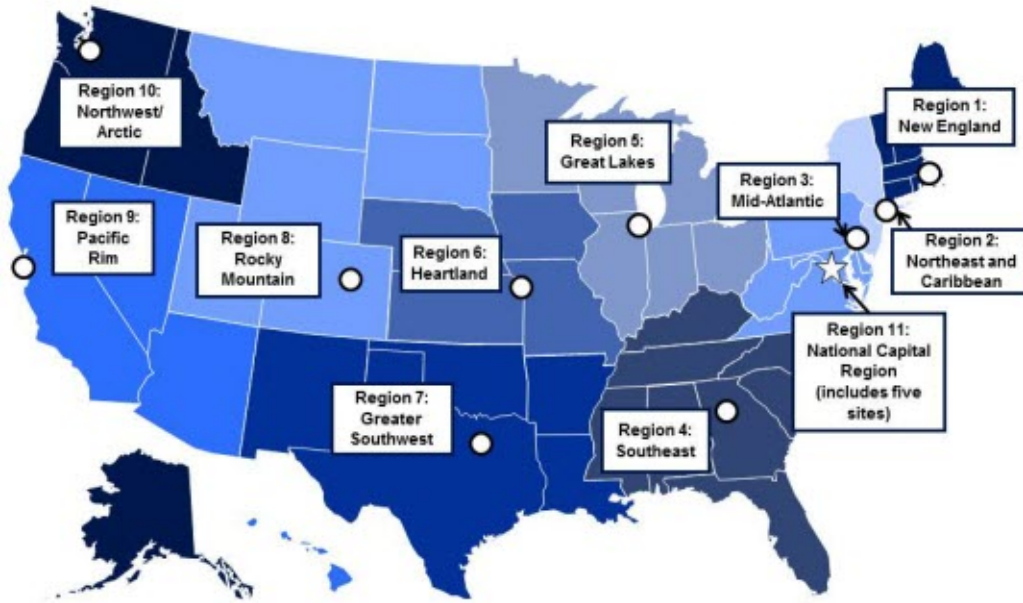 Region 10:
Northwest/
Arctic
Region 1:
New England
Region 5:
Great Lakes
Region 3:
Mid-Atlantic
Region 9:
Pacific
Rim
Region 8:
Rocky
Mountain
Region 6:
Heartland
Region 2:
Northeast and
Caribbean
Region 11:
National Capital
Region
(includes five
sites)
Region 7:
Greater
Southwest
Region 4:
Southeast